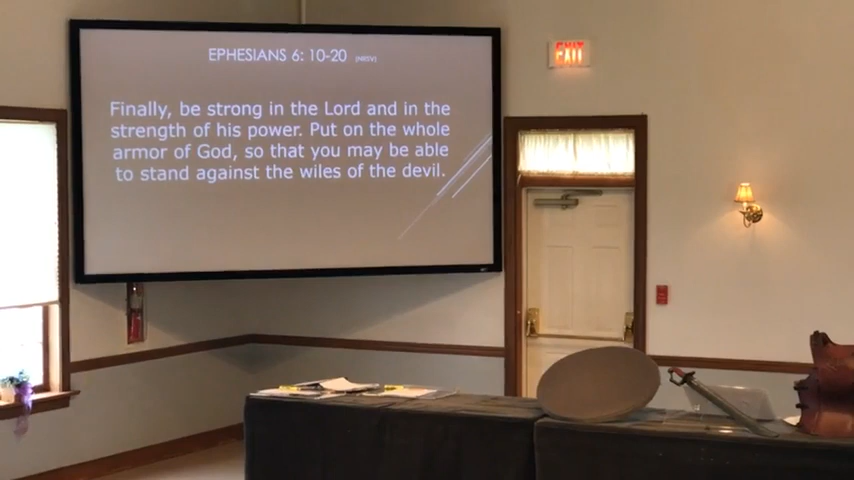 EPHESIANS 6: 10-20 (NRSV)
Finally, be strong in the Lord and in the
strength of his power. Put on the whole
armor of God, so that you may be able
to stand against the wiles of the devil.
EXIT